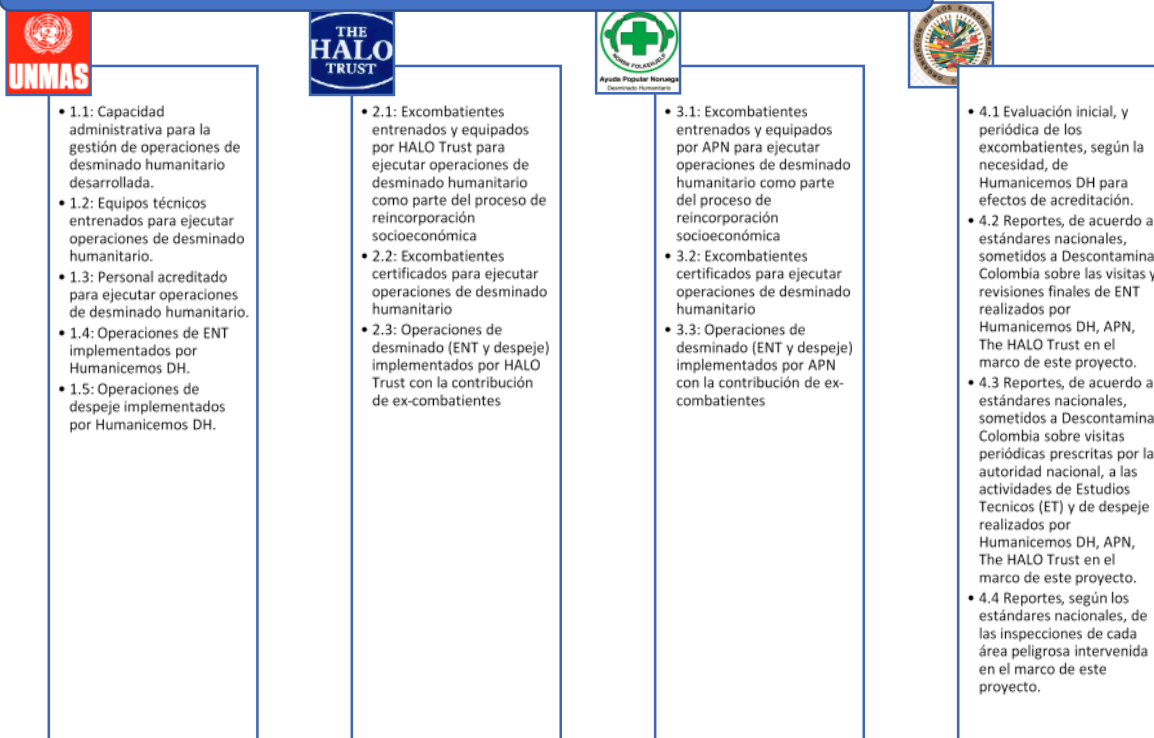 UNMAS
• 1.1: Capacidad
administrativa para la
gestión de operaciones de
desminado humanitario
desarrollada.
• 1.2: Equipos técnicos
entrenados para ejecutar
operaciones de desminado
humanitario.
• 1.3: Personal acreditado
para ejecutar operaciones
de desminado humanitario.
• 1.4: Operaciones de ENT
implementados por
Humanicemos DH.
• 1.5: Operaciones de
despeje implementados
por Humanicemos DH.
THE
HALO
TRUST
• 2.1: Excombatientes
entrenados y equipados
por HALO Trust para
ejecutar operaciones de
desminado humanitario
como parte del proceso de
reincorporación
socioeconómica
• 2.2: Excombatientes
certificados para ejecutar
operaciones de desminado
humanitario
• 2.3: Operaciones de
desminado (ENT y despeje)
implementados por HALO
Trust con la contribución
de ex-combatientes
NORSK FOLKEHJELP
Ayuda Popular Noruega
Desminado Humanitario
• 3.1: Excombatientes
entrenados y equipados
por APN para ejecutar
operaciones de desminado
humanitario como parte
del proceso de
reincorporación
socioeconómica
• 3.2: Excombatientes
certificados para ejecutar
operaciones de desminado
humanitario
• 3.3: Operaciones de
desminado (ENT y despeje)
implementados por APN
con la contribución de ex-
combatientes
• 4.1 Evaluación inicial, y
periódica de los
excombatientes, según la
necesidad, de
Humanicemos DH para
efectos de acreditación.
• 4.2 Reportes, de acuerdo a
estándares nacionales,
sometidos a Descontamina
Colombia sobre las visitas y
revisiones finales de ENT
realizados por
Humanicemos DH, APN,
The HALO Trust en el
marco de este proyecto.
• 4.3 Reportes, de acuerdo a
estándares nacionales,
sometidos a Descontamina
Colombia sobre visitas
periódicas prescritas por la
autoridad nacional, a las
actividades de Estudios
Tecnicos (ET) y de despeje
realizados por
Humanicemos DH, APN,
The HALO Trust en el
marco de este proyecto.
• 4.4 Reportes, según los
estándares nacionales, de
las inspecciones de cada
área peligrosa intervenida
en el marco de este
proyecto.